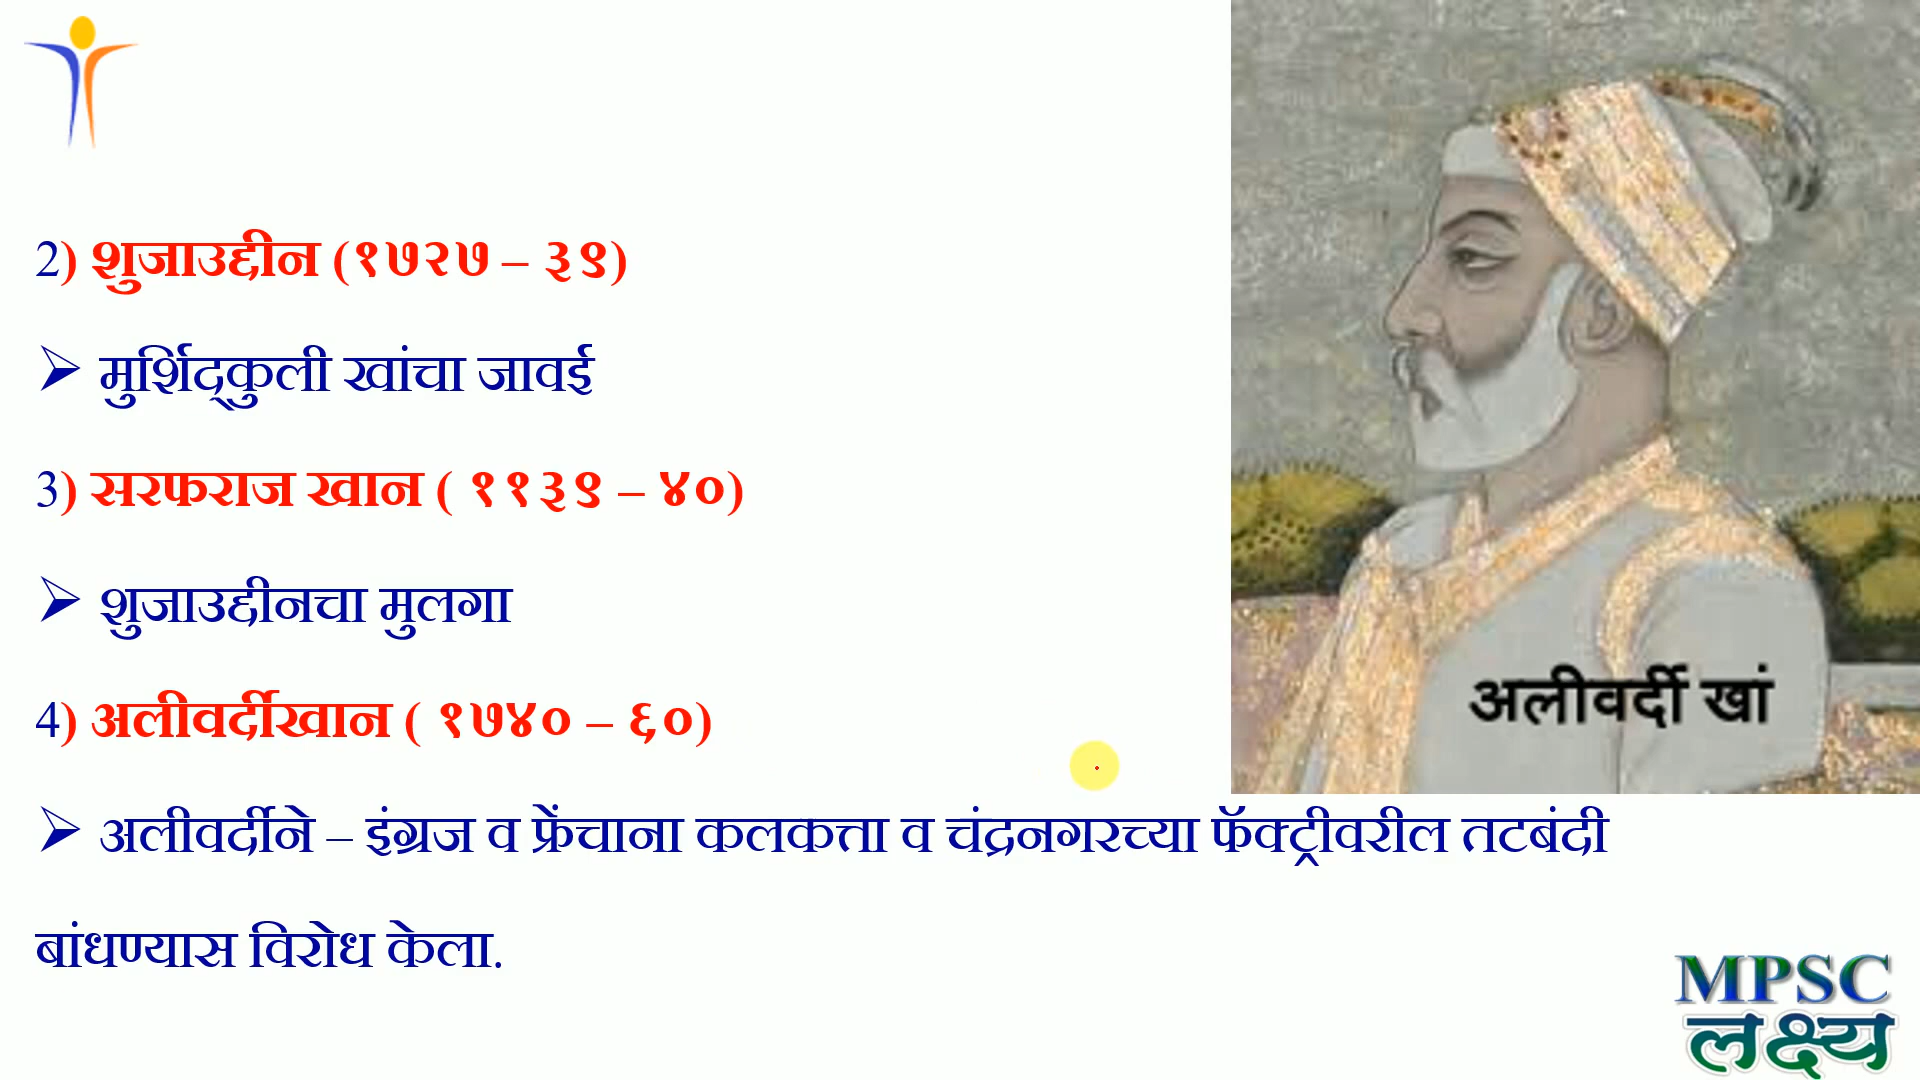 2) शुजाउद्दीन (१७२७ – ३९)
➢ मुर्शिद्कुली खांचा जावई
3) सरफराज खान ( ११३९ – ४०)
➢ शुजाउद्दीनचा मुलगा
4) अलीवर्दीखान ( १७४० – ६०)
अलीवर्दी खां
➢ अलीवर्दीने – इंग्रज व फ्रेंचाना कलकत्ता व चंद्रनगरच्या फॅक्ट्रीवरील तटबंदी
बांधण्यास विरोध केला.
MPSC
लक्ष्य